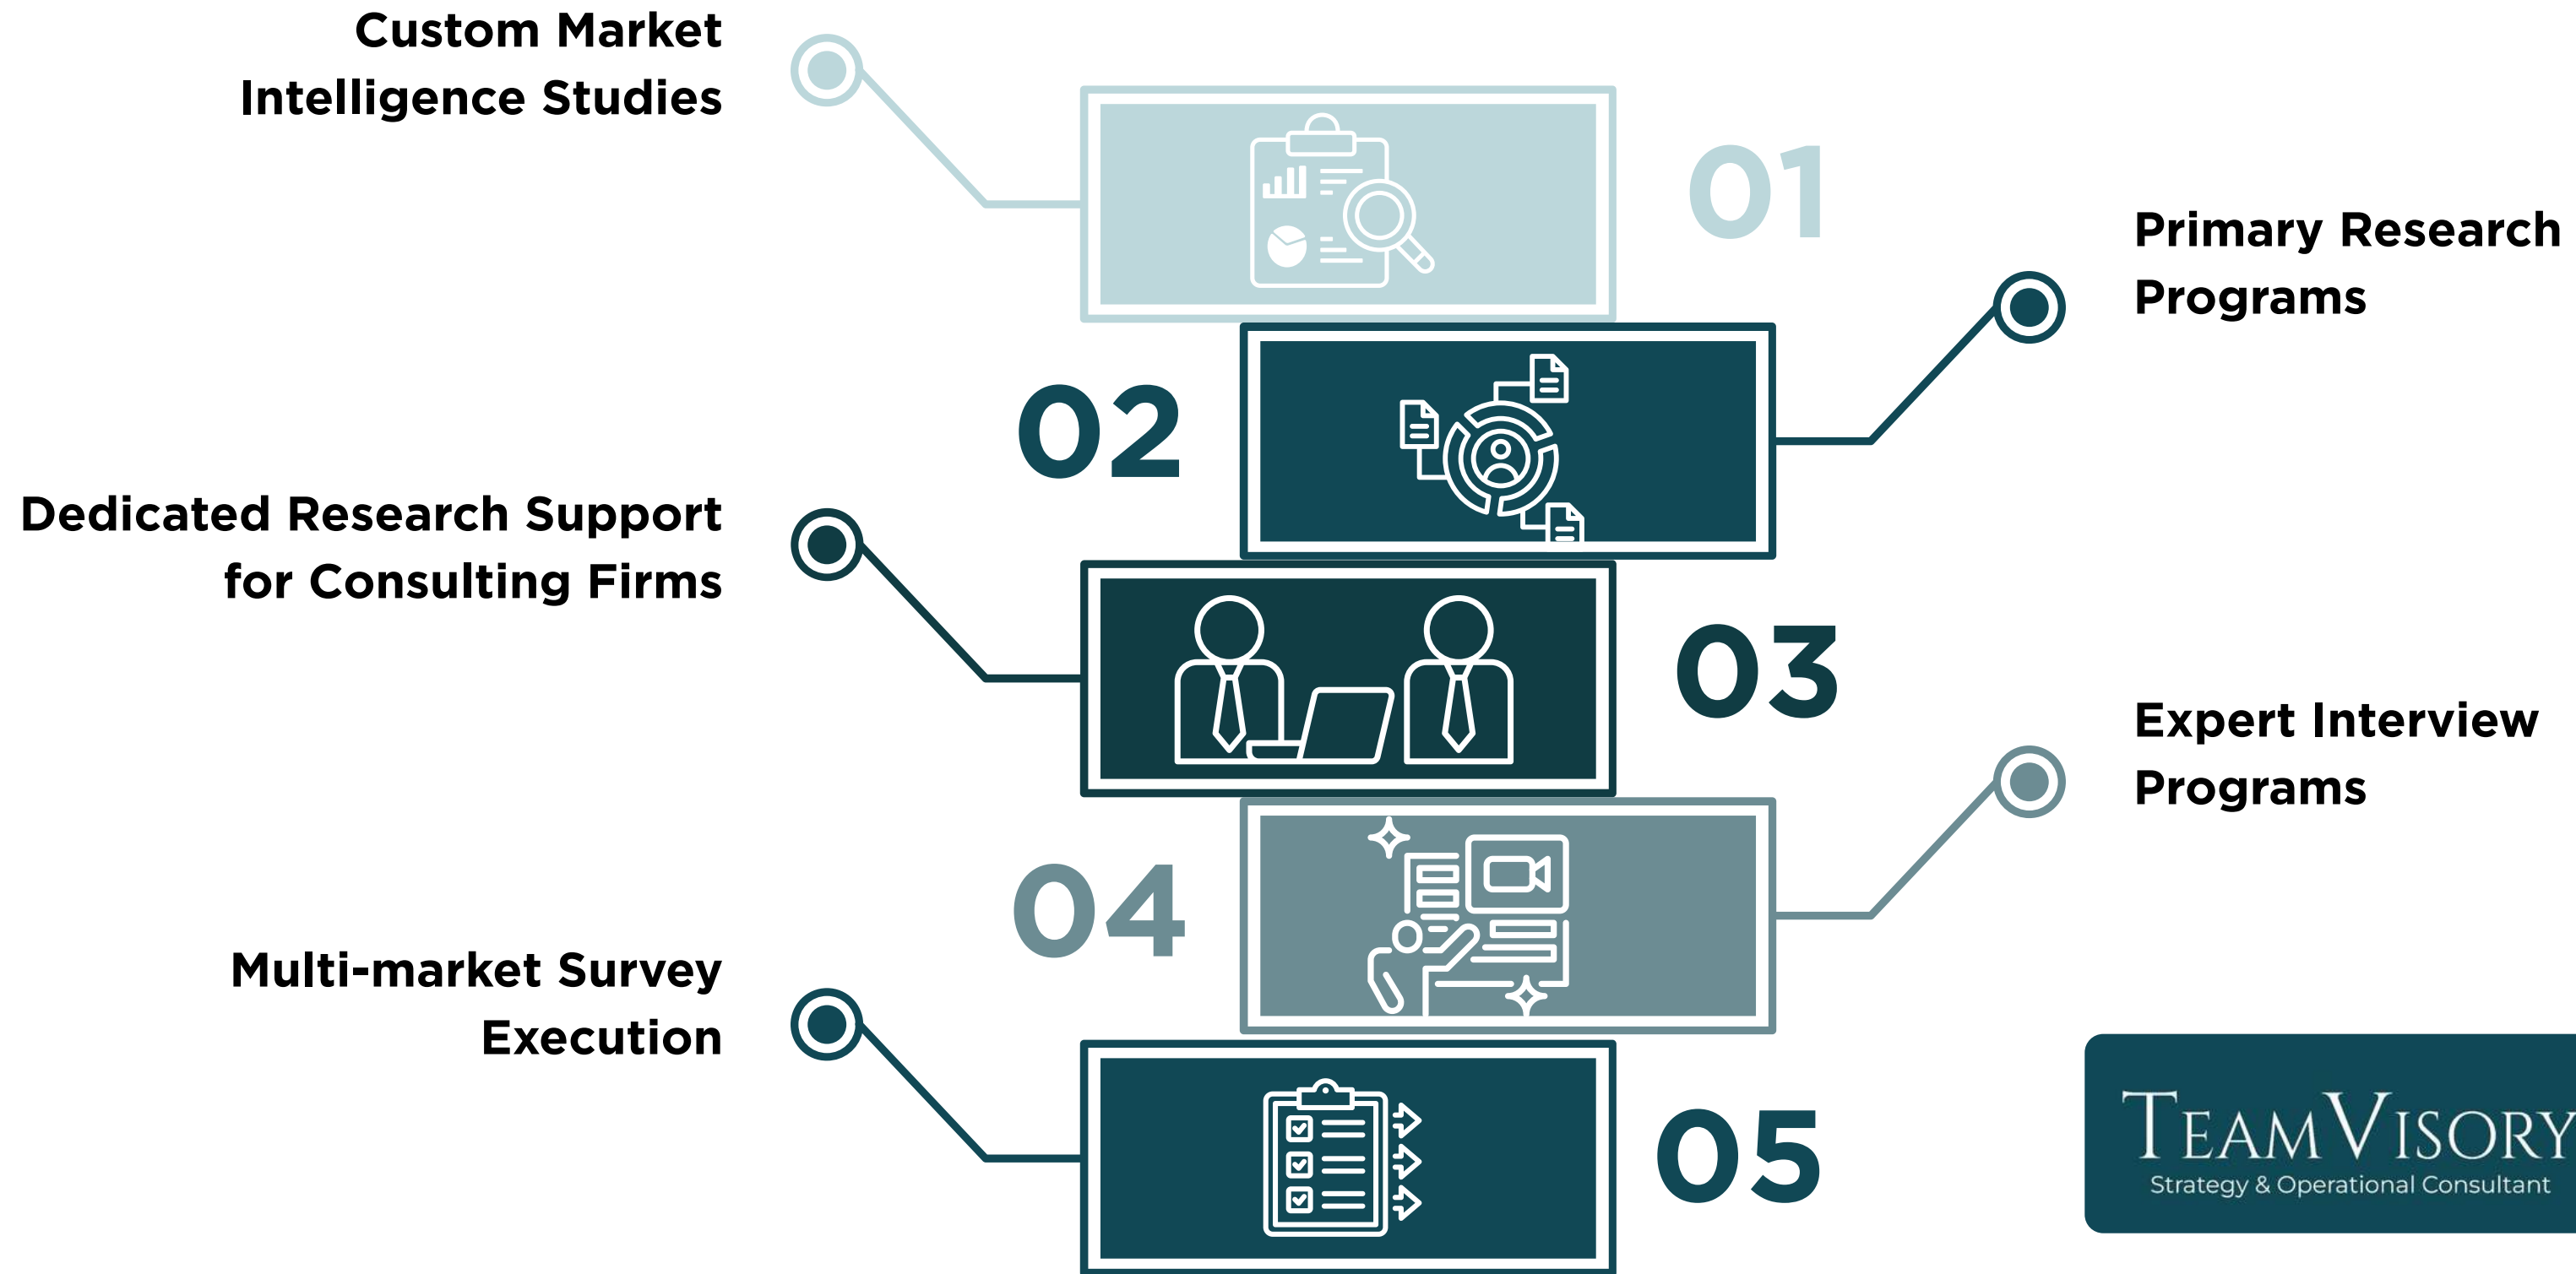 Custom Market
Intelligence Studies
01
Primary Research
Programs
02
Dedicated Research Support
for Consulting Firms
03
Expert Interview
Programs
04
Multi-market Survey
Execution
05
TEAMVISORY
Strategy & Operational Consultant